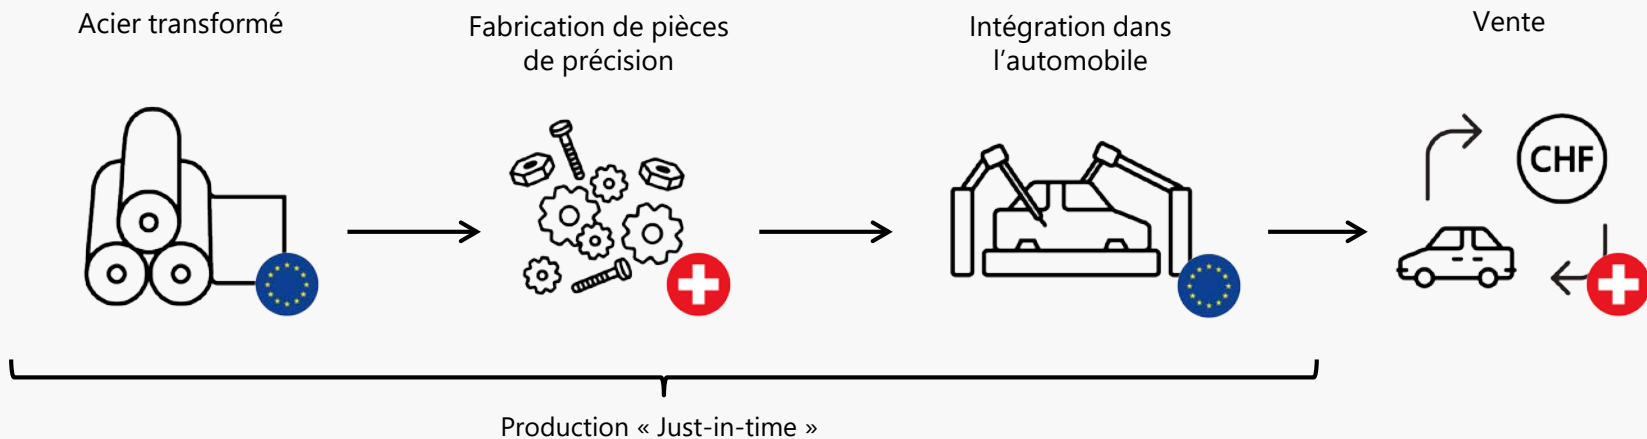 Acier transformé
Fabrication de pièces
de précision
Intégration dans
l'automobile
Vente
CHF
Production « Just-in-time »